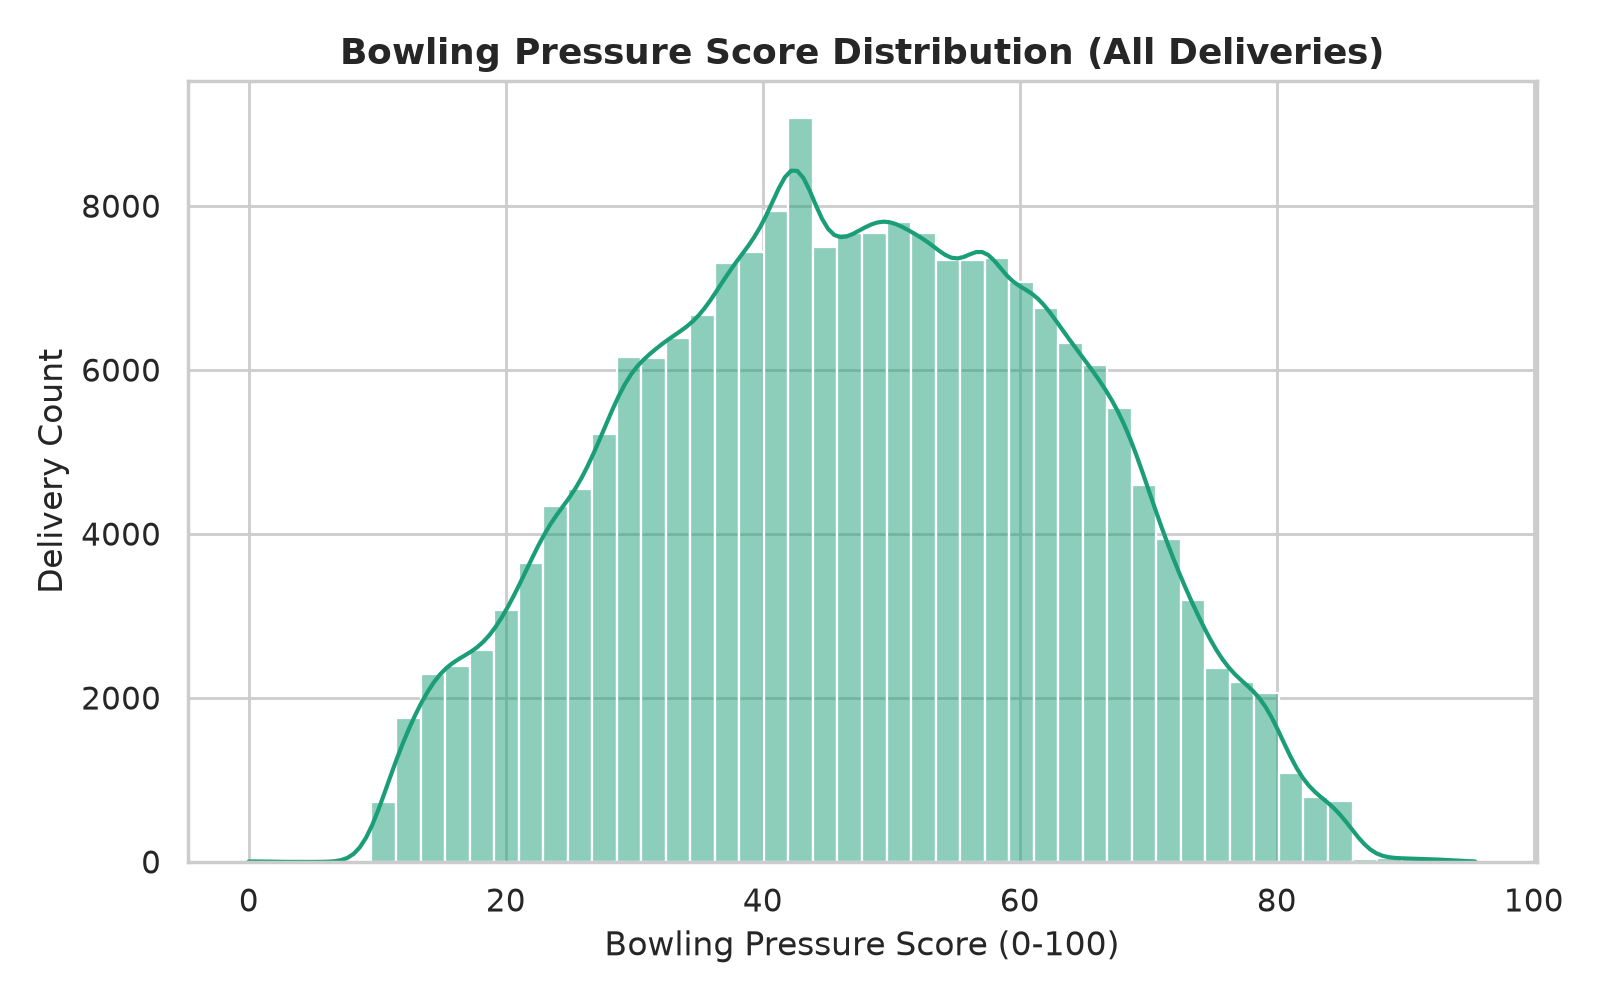 Bowling Pressure Score Distribution (All Deliveries)
Delivery Count
8000
6000
4000
2000
0
0 20 40 60 80 100
Bowling Pressure Score (0-100)